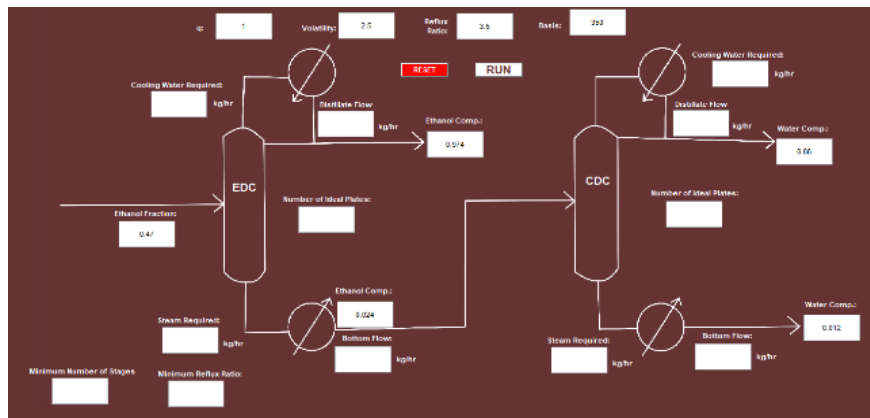 q:
1
Volatility:
2.5
Reflux
Ratio:
3.5
Basis:
350
RESET
RUN
Cooling Water Required:
kg/hr
Cooling Water Required:
kg/hr
Distillate Flow
kg/hr
Ethanol Comp.:
0.974
Distillate Flow
kg/hr
Water Comp.:
0.66
EDC
CDC
Number of Ideal Plates:
Number of Ideal Plates:
Ethanol Fraction:
0.47
Ethanol Comp.:
0.024
Steam Required:
kg/hr
Bottom Flow:
kg/hr
Steam Required:
kg/hr
Bottom Flow:
kg/hr
Water Comp.:
0.012
Minimum Number of Stages
Minimum Reflux Ratio: